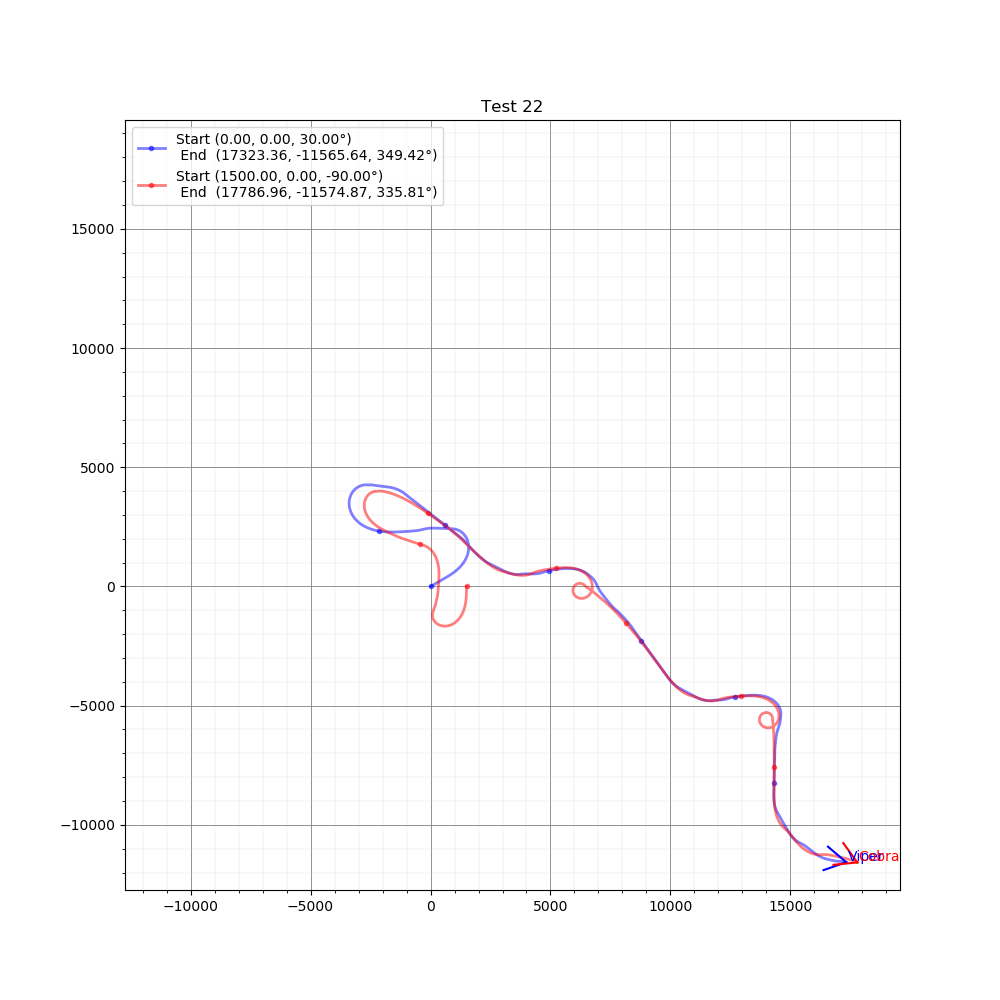 Test 22
Start (0.00, 0.00, 30.00°)
End (17323.36, -11565.64, 349.42°)
Start (1500.00, 0.00, -90.00°)
End (17786.96, -11574.87, 335.81°)
15000
10000
5000
0
−5000
−10000
Viper
Cobra
−10000 −5000 0 5000 10000 15000